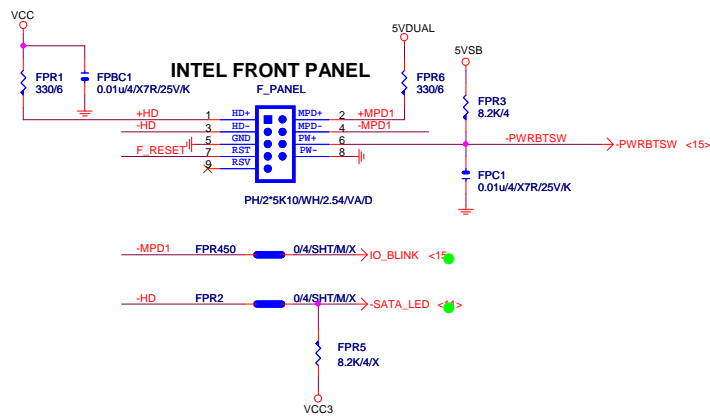 VCC
5VDUAL
5VSB
INTEL FRONT PANEL
F_PANEL
FPR1
330/6
FPBC1
0.01u/4/X7R/25V/K
FPR6
330/6
FPR3
8.2K/4
+HD 1 HD+ MPD+ 2 +MPD1
-HD 3 HD- MPD- 4 -MPD1
5 GND PW+ 6 -PWRBTSW -PWRBTSW <15>
F_RESET 7 RST PW- 8
9 RSV
FPC1
0.01u/4/X7R/25V/K
PH/2*5K10/WH/2.54/VA/D
-MPD1 FPR450 0/4/SHT/M/X IO_BLINK
-HD FPR2 0/4/SHT/M/X -SATA_LED
FPR5
8.2K/4/X
VCC3